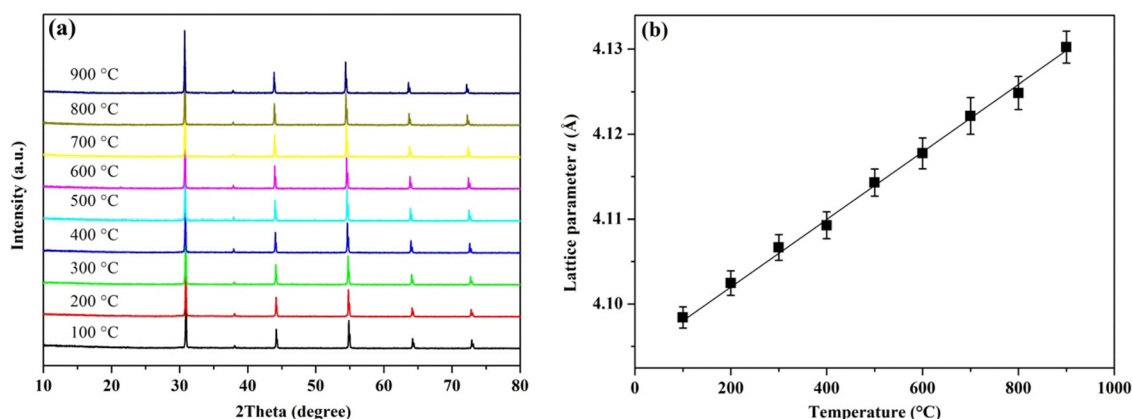 (a)
900 °C
800 °C
700 °C
600 °C
500 °C
400 °C
300 °C
200 °C
100 °C
Intensity (a.u.)
10 20 30 40 50 60 70 80
2Theta (degree)
(b)
4.13
4.12
4.11
4.10
Lattice parameter a (Å)
200 400 600 800 1000
Temperature (°C)